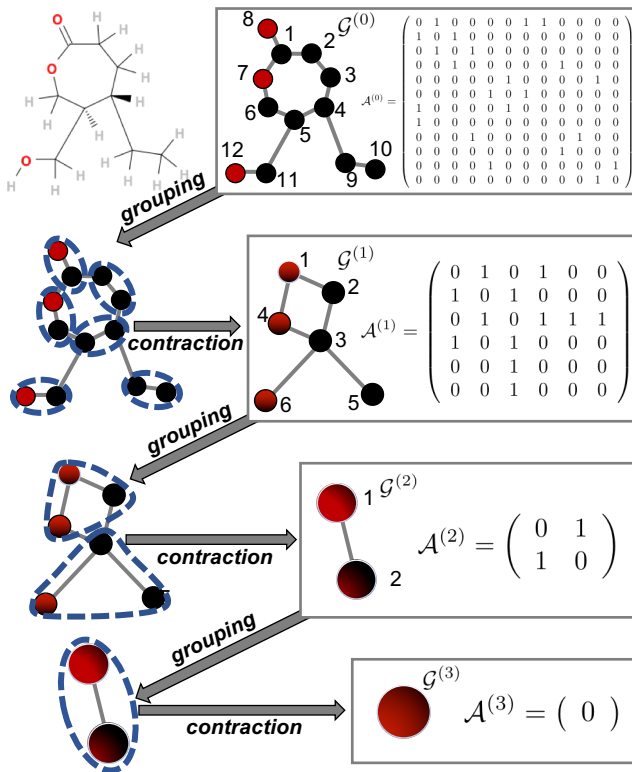 O
H
H
H
H
O
H
H
H
H
H
H
H
H
O
H
H
H
H
H
H
8
1
2
7
3
6
4
5
12
11
9
10
G^(0)
A^(0) =
0 1 0 0 0 0 1 1 0 0 0 0
1 0 1 0 0 0 0 0 0 0 0 0
0 1 0 1 0 0 0 0 0 0 0 0
0 0 1 0 0 0 0 0 1 0 0 0
0 0 0 0 0 1 0 0 0 0 1 0
0 0 0 0 1 0 1 0 0 0 0 0
1 0 0 0 0 1 0 0 0 0 0 0
1 0 0 0 0 0 0 0 0 0 0 0
0 0 0 1 0 0 0 0 0 1 0 0
0 0 0 0 0 0 0 0 1 0 0 0
0 0 0 0 1 0 0 0 0 0 0 1
0 0 0 0 0 0 0 0 0 0 1 0
grouping
contraction
1
2
4
3
6
5
G^(1)
A^(1) =
0 1 0 1 0 0
1 0 1 0 0 0
0 1 0 1 1 1
1 0 1 0 0 0
0 0 1 0 0 0
0 0 1 0 0 0
grouping
contraction
1
2
G^(2)
A^(2) =
0 1
1 0
grouping
contraction
G^(3)
A^(3) = ( 0 )